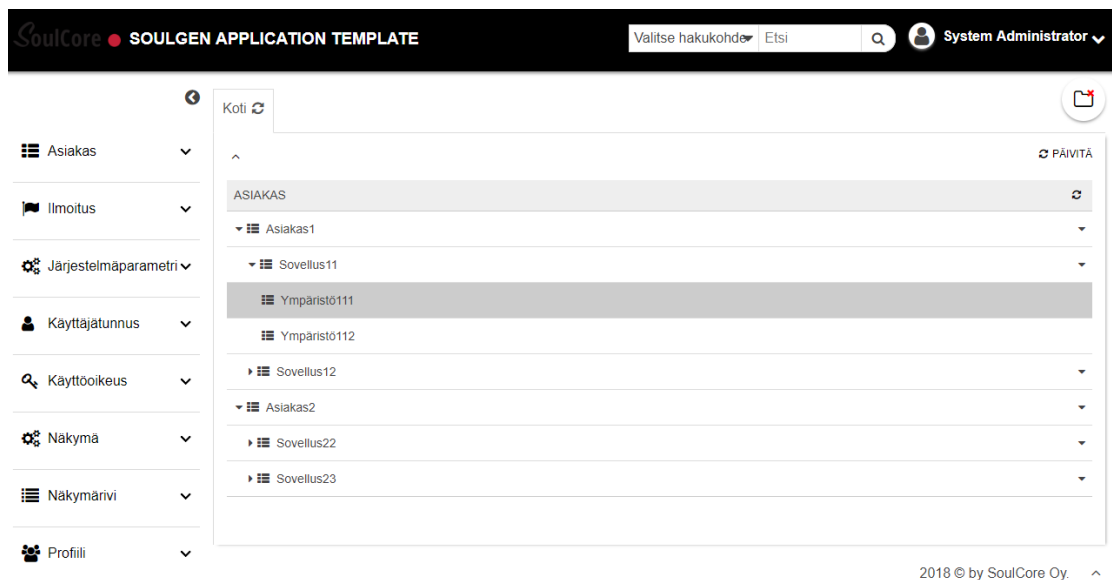 SoulCore SOULGEN APPLICATION TEMPLATE
Valitse hakukohde Etsi
System Administrator
Koti
Asiakas
Ilmoitus
Järjestelmäparametri
Käyttäjätunnus
Käyttöoikeus
Näkymä
Näkymärivi
Profiili
PÄIVITÄ
ASIAKAS
Asiakas1
Sovellus11
Ympäristö111
Ympäristö112
Sovellus12
Asiakas2
Sovellus22
Sovellus23
2018 © by SoulCore Oy.